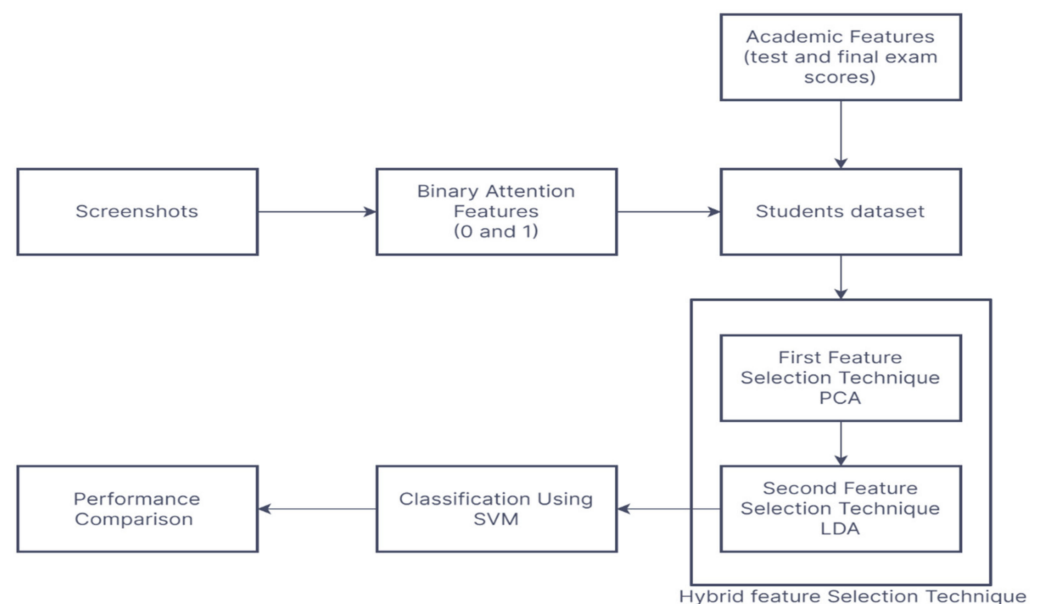 Academic Features
(test and final exam
scores)
Screenshots
Binary Attention
Features
(0 and 1)
Students dataset
First Feature
Selection Technique
PCA
Second Feature
Selection Technique
LDA
Classification Using
SVM
Performance
Comparison
Hybrid feature Selection Technique